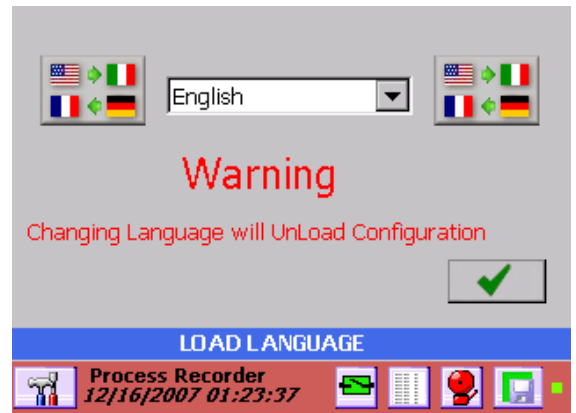 English
Warning
Changing Language will UnLoad Configuration
LOAD LANGUAGE
Process Recorder
12/16/2007 01:23:37